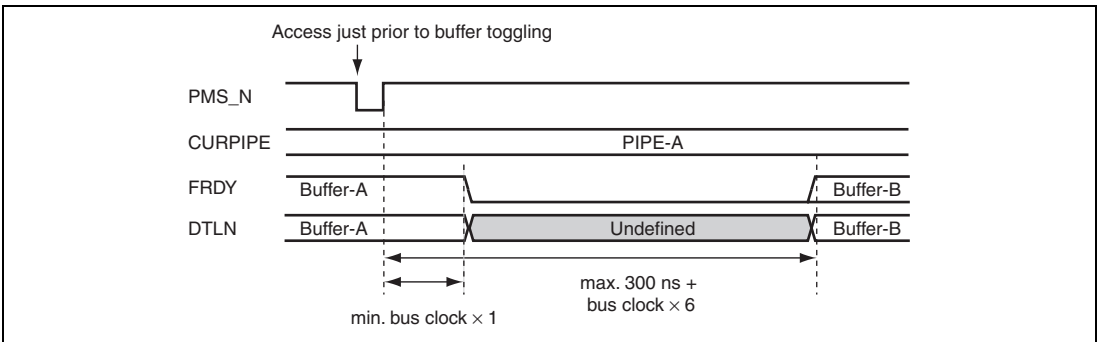 Access just prior to buffer toggling
PMS_N
CURPIPE
PIPE-A
FRDY
Buffer-A
Buffer-B
DTLN
Buffer-A
Undefined
Buffer-B
max. 300 ns +
bus clock × 6
min. bus clock × 1